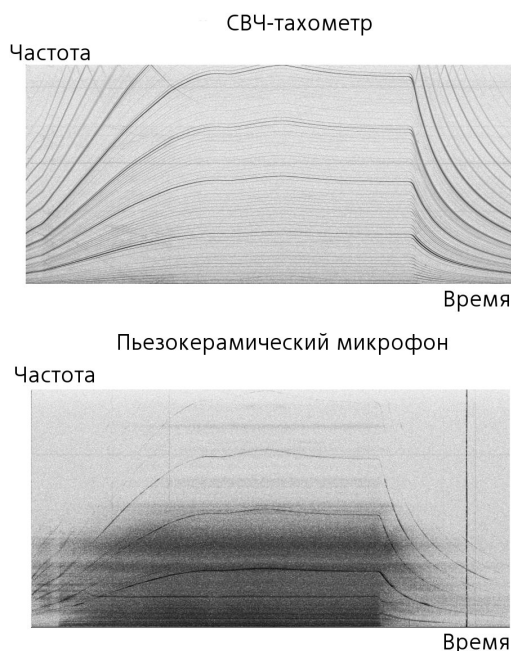 СВЧ-тахометр
Частота
Время
Пьезокерамический микрофон
Частота
Время